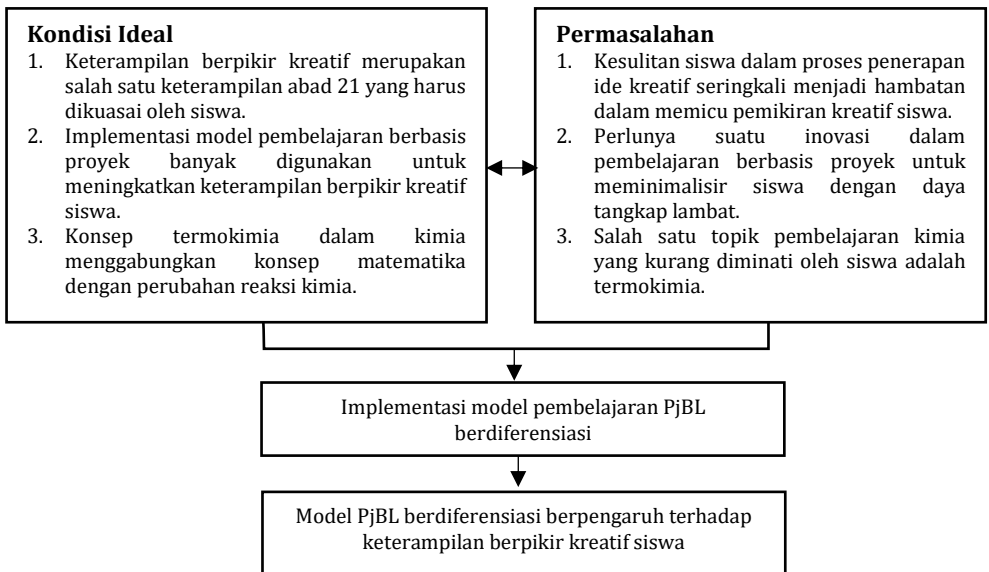 Kondisi Ideal
1. Keterampilan berpikir kreatif merupakan
salah satu keterampilan abad 21 yang harus
dikuasai oleh siswa.
2. Implementasi model pembelajaran berbasis
proyek banyak digunakan untuk
meningkatkan keterampilan berpikir kreatif
siswa.
3. Konsep termokimia dalam kimia
menggabungkan konsep matematika
dengan perubahan reaksi kimia.
Permasalahan
1. Kesulitan siswa dalam proses penerapan
ide kreatif seringkali menjadi hambatan
dalam memicu pemikiran kreatif siswa.
2. Perlunya suatu inovasi dalam
pembelajaran berbasis proyek untuk
meminimalisir siswa dengan daya
tangkap lambat.
3. Salah satu topik pembelajaran kimia
yang kurang diminati oleh siswa adalah
termokimia.
Implementasi model pembelajaran PjBL
berdiferensiasi
Model PjBL berdiferensiasi berpengaruh terhadap
keterampilan berpikir kreatif siswa